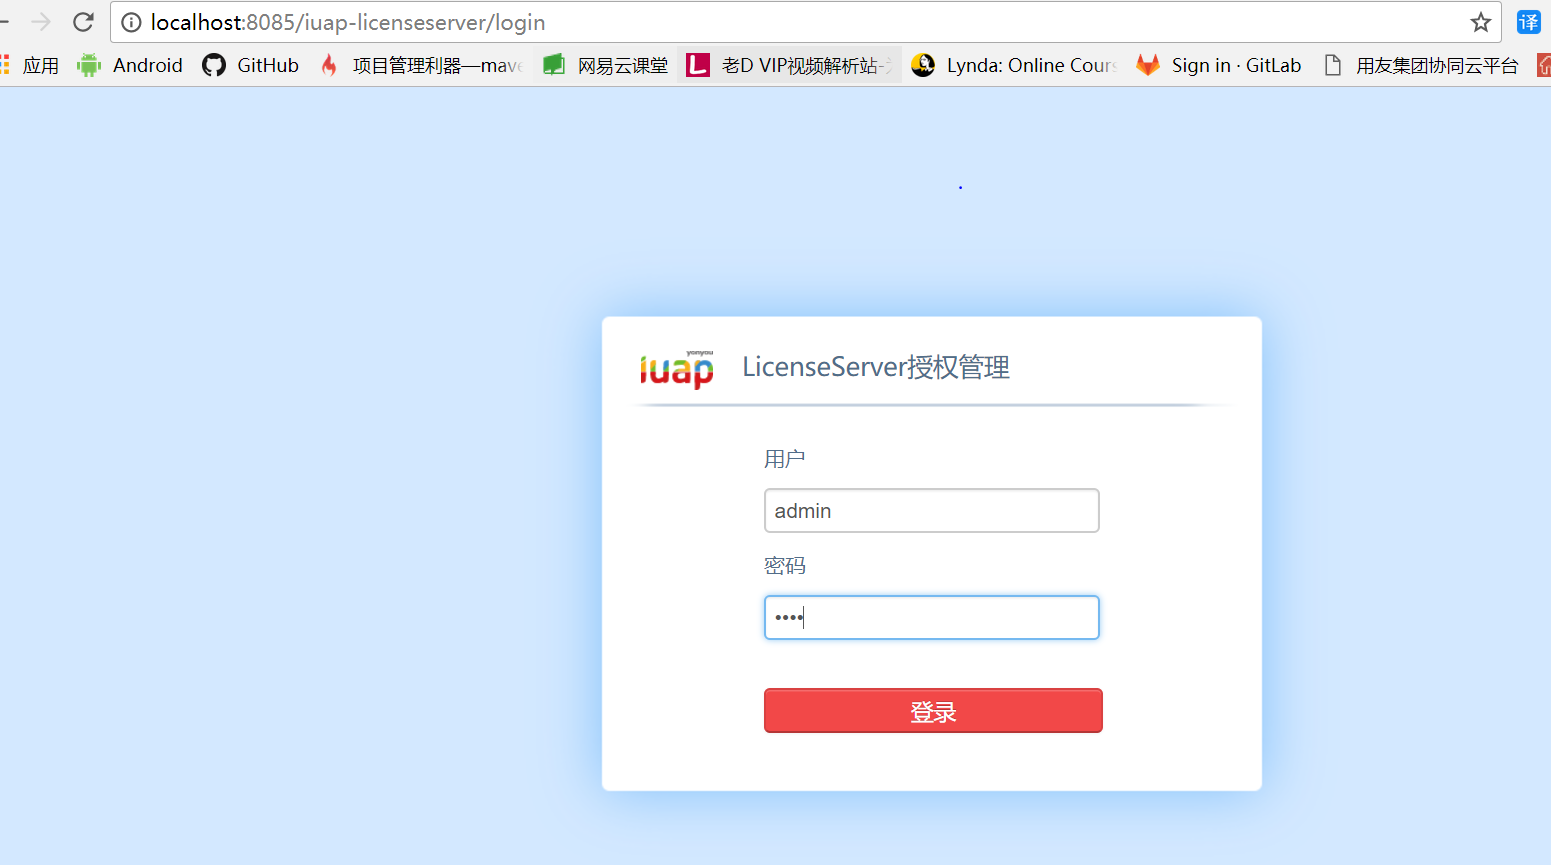 localhost:8085/iuap-licenseserver/login
译
应用 Android GitHub 项目管理利器—mav 网易云课堂 老D VIP视频解析站- Lynda: Online Cour Sign in · GitLab 用友集团协同云平台
yonyou
iuap LicenseServer授权管理
用户
admin
密码
••••
登录